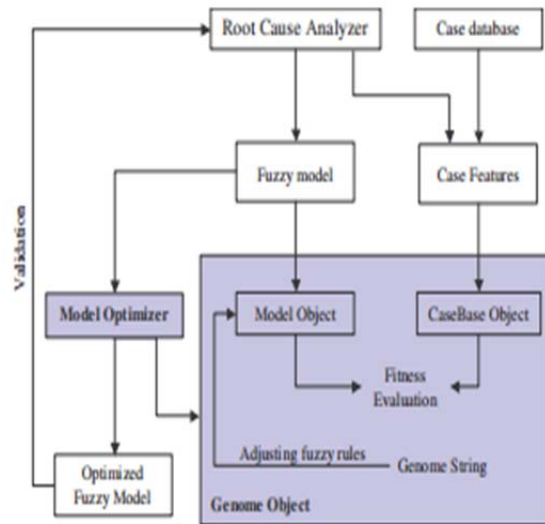 Root Cause Analyzer
Case database
Fuzzy model
Case Features
Validation
Model Optimizer
Model Object
CaseBase Object
Fitness
Evaluation
Adjusting fuzzy rules
Genome String
Optimized
Fuzzy Model
Genome Object